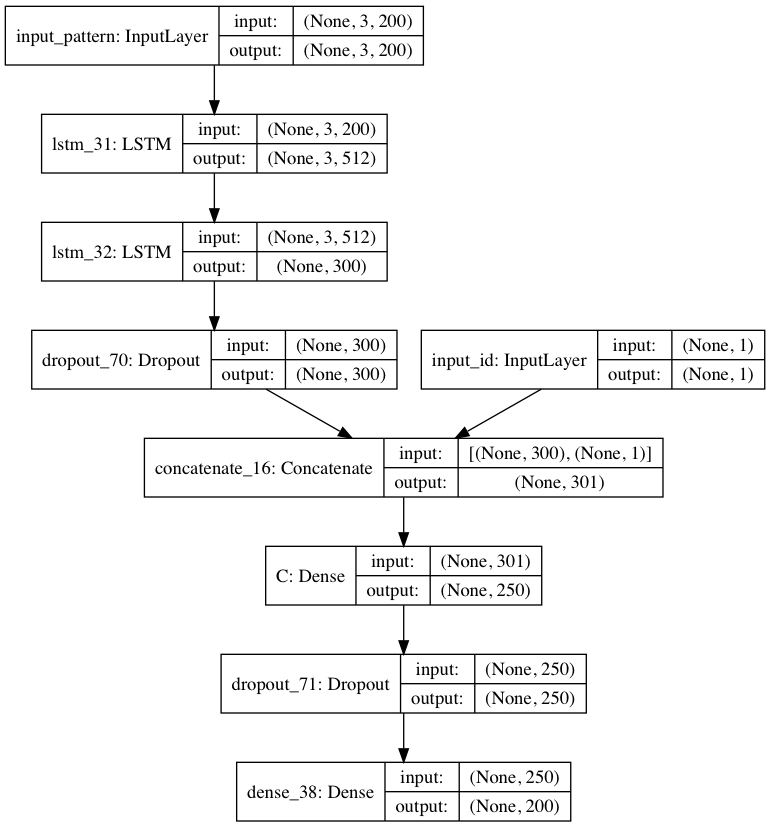 input_pattern: InputLayer
input: (None, 3, 200)
output: (None, 3, 200)
lstm_31: LSTM
input: (None, 3, 200)
output: (None, 3, 512)
lstm_32: LSTM
input: (None, 3, 512)
output: (None, 300)
dropout_70: Dropout
input: (None, 300)
output: (None, 300)
input_id: InputLayer
input: (None, 1)
output: (None, 1)
concatenate_16: Concatenate
input: [(None, 300), (None, 1)]
output: (None, 301)
C: Dense
input: (None, 301)
output: (None, 250)
dropout_71: Dropout
input: (None, 250)
output: (None, 250)
dense_38: Dense
input: (None, 250)
output: (None, 200)